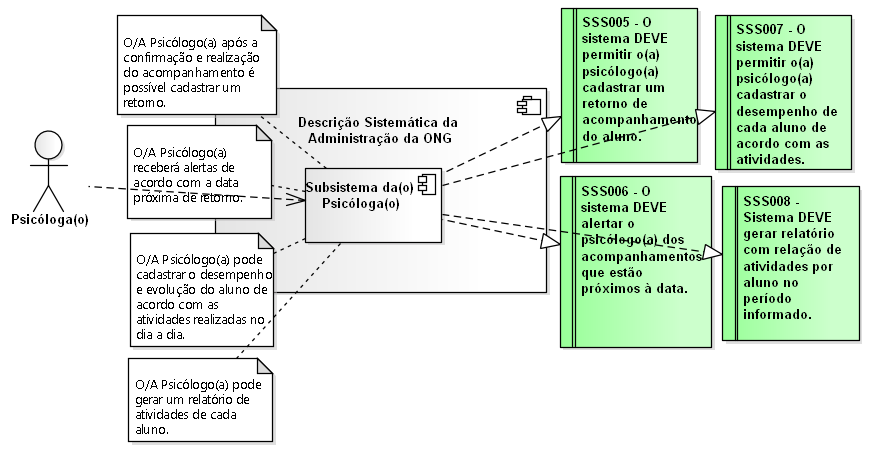 O/A Psicólogo(a) após a
confirmação e realização
do acompanhamento é
possível cadastrar um
retorno.
O/A Psicólogo(a)
receberá alertas de
acordo com a data
próxima de retorno.
O/A Psicólogo(a) pode
cadastrar o desempenho
e evolução do aluno de
acordo com as
atividades realizadas no
dia a dia.
O/A Psicólogo(a) pode
gerar um relatório de
atividades de cada
aluno.
Psicóloga(o)
Descrição Sistemática da
Administração da ONG
Subsistema da(o)
Psicóloga(o)
SSS005 - O
sistema DEVE
permitir o(a)
psicólogo(a)
cadastrar um
retorno de
acompanhamento
do aluno.
SSS007 - O
sistema DEVE
permitir o(a)
psicólogo(a)
cadastrar o
desempenho de
cada aluno de
acordo com as
atividades.
SSS006 - O
sistema DEVE
alertar o
psicólogo(a) dos
acompanhamentos
que estão
próximos à data.
SSS008 -
Sistema DEVE
gerar relatório
com relação de
atividades por
aluno no
período
informado.